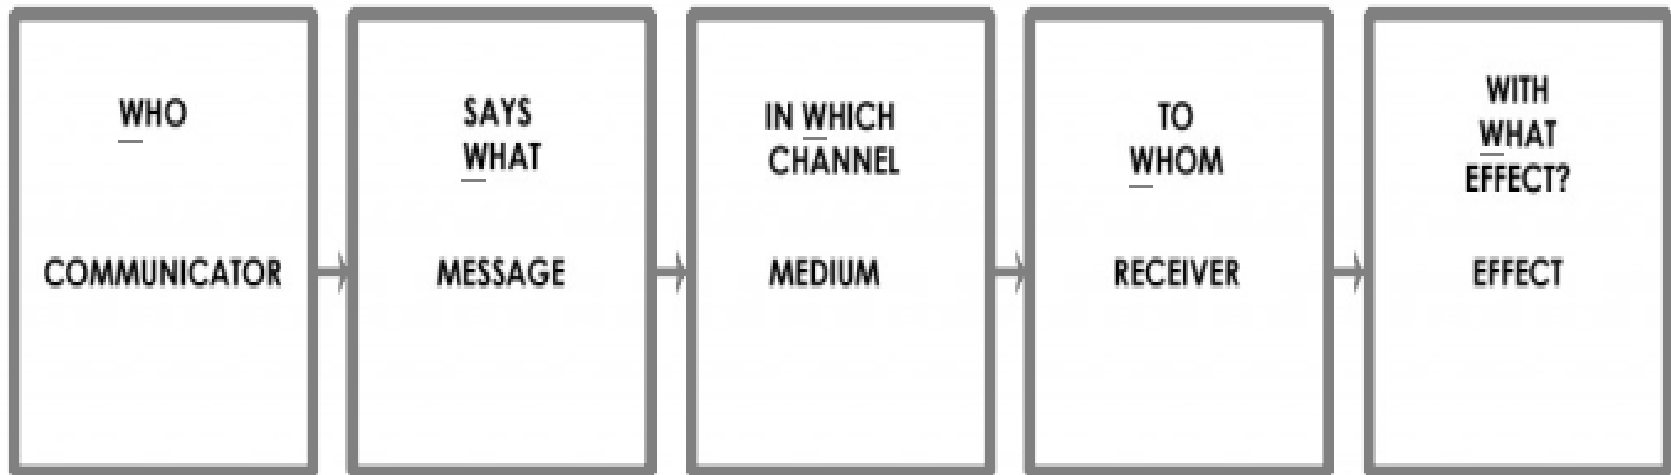 WHO
COMMUNICATOR
SAYS
WHAT
MESSAGE
IN WHICH
CHANNEL
MEDIUM
TO
WHOM
RECEIVER
WITH
WHAT
EFFECT?
EFFECT